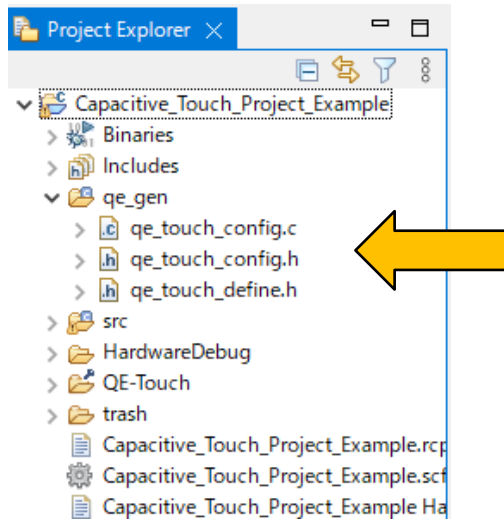 Project Explorer
Capacitive_Touch_Project_Example
Binaries
Includes
qe_gen
qe_touch_config.c
qe_touch_config.h
qe_touch_define.h
src
HardwareDebug
QE-Touch
trash
Capacitive_Touch_Project_Example.rcp
Capacitive_Touch_Project_Example.scf
Capacitive_Touch_Project_Example Ha